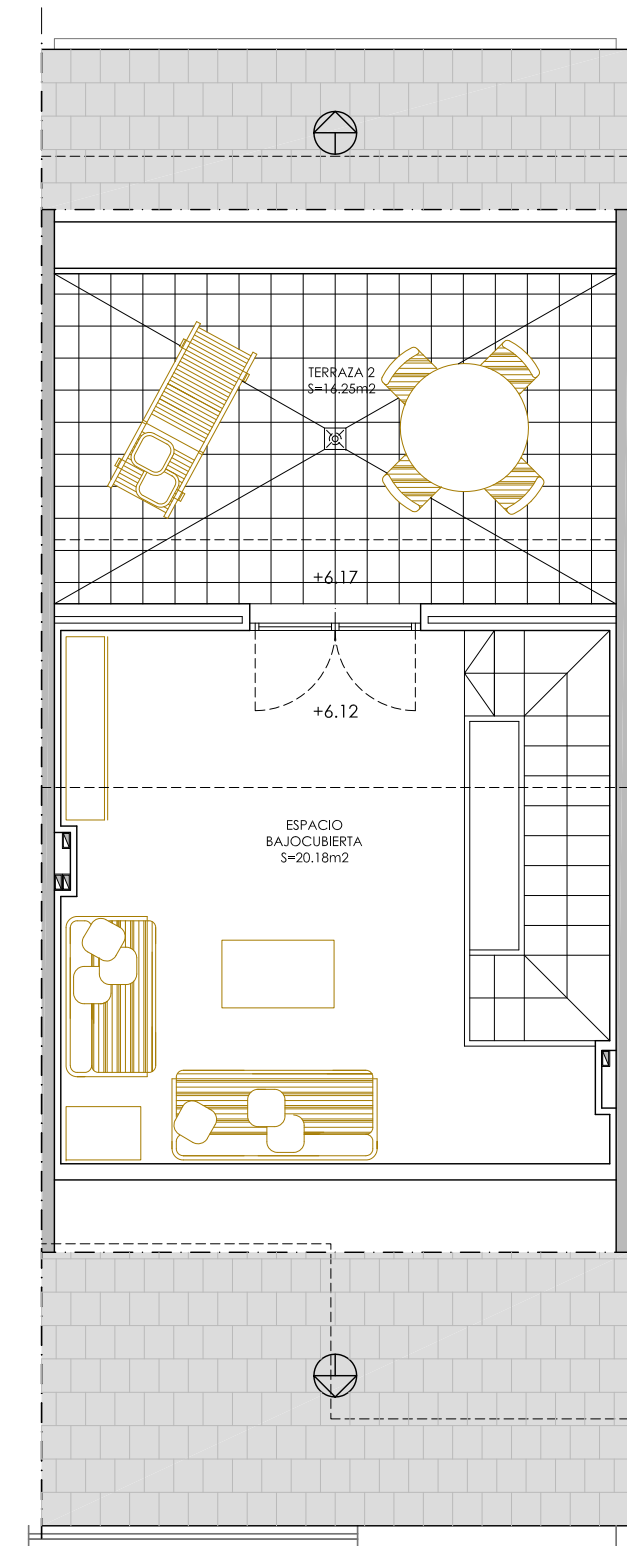 TERRAZA 2
S=16.25m2
+6.17
+6.12
ESPACIO
BAJOCUBIERTA
S=20.18m2